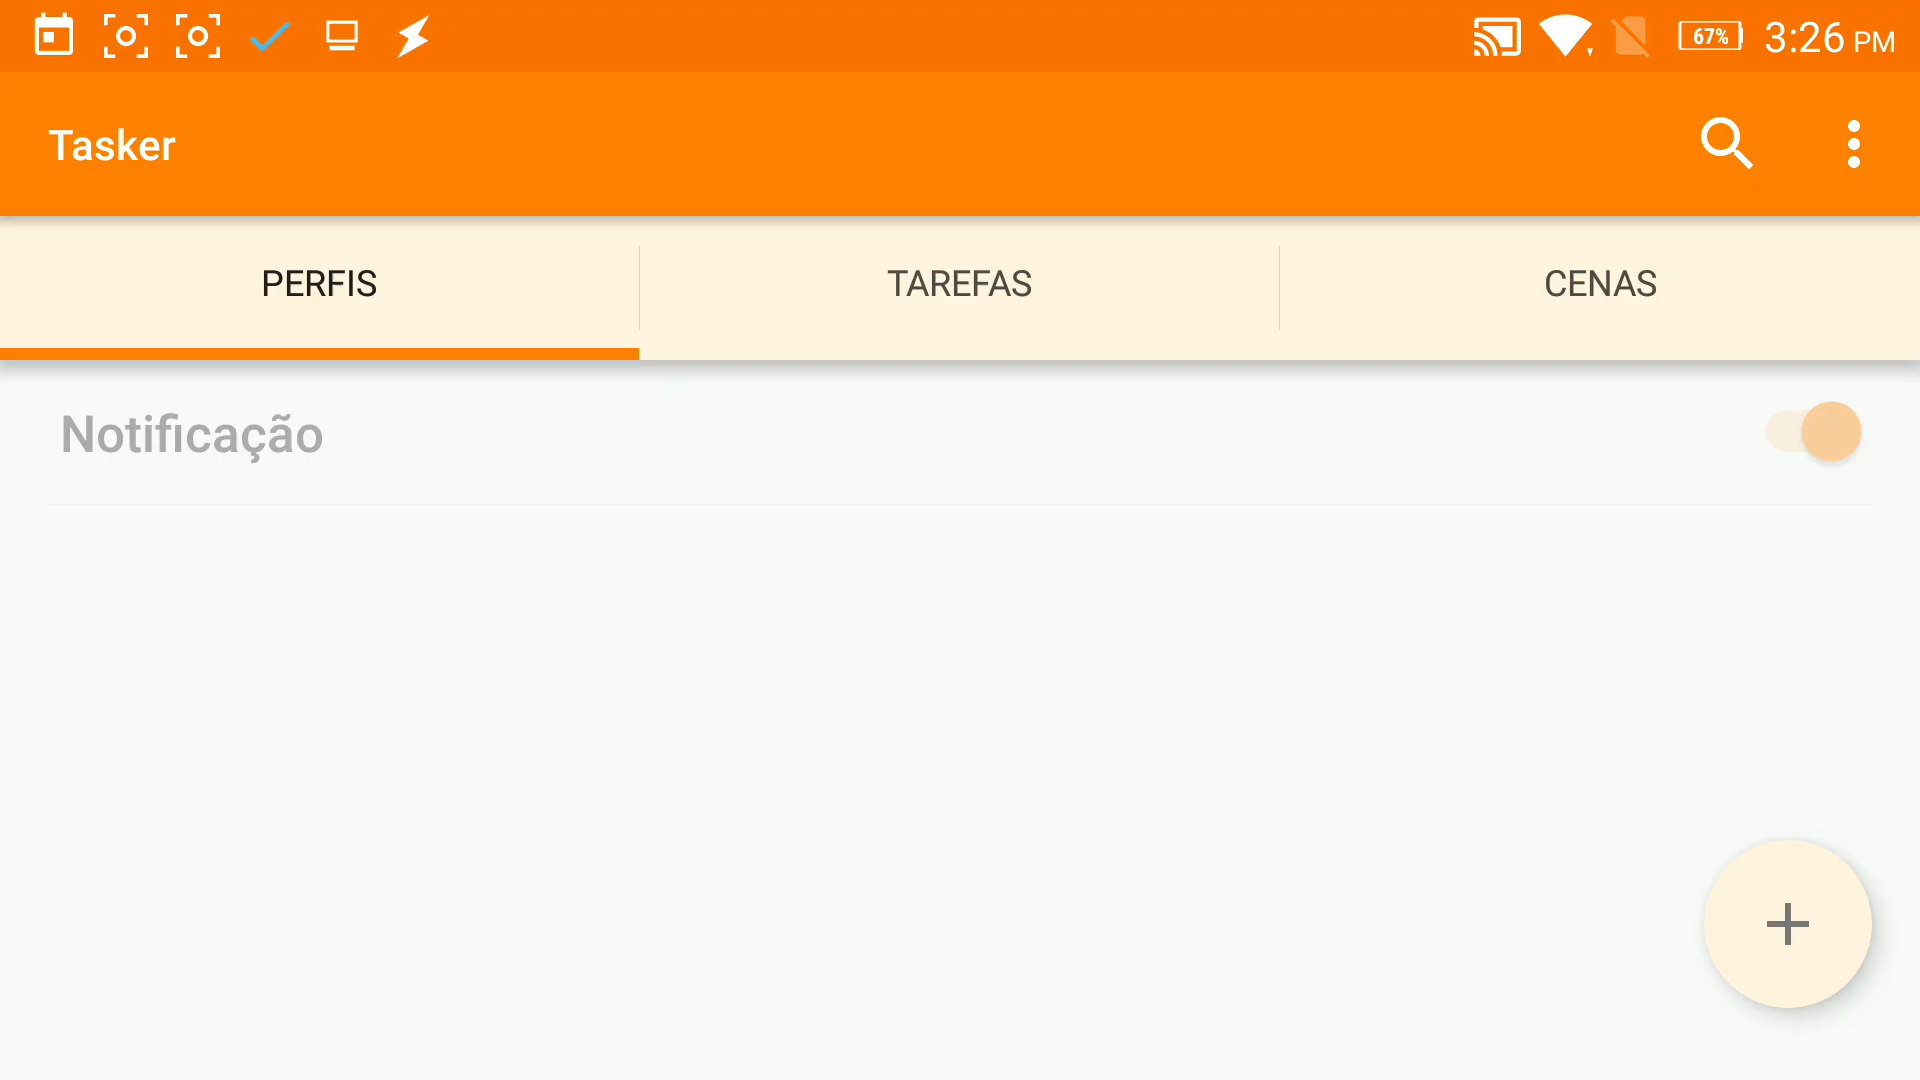 67% 3:26 PM
Tasker
PERFIS TAREFAS CENAS
Notificação